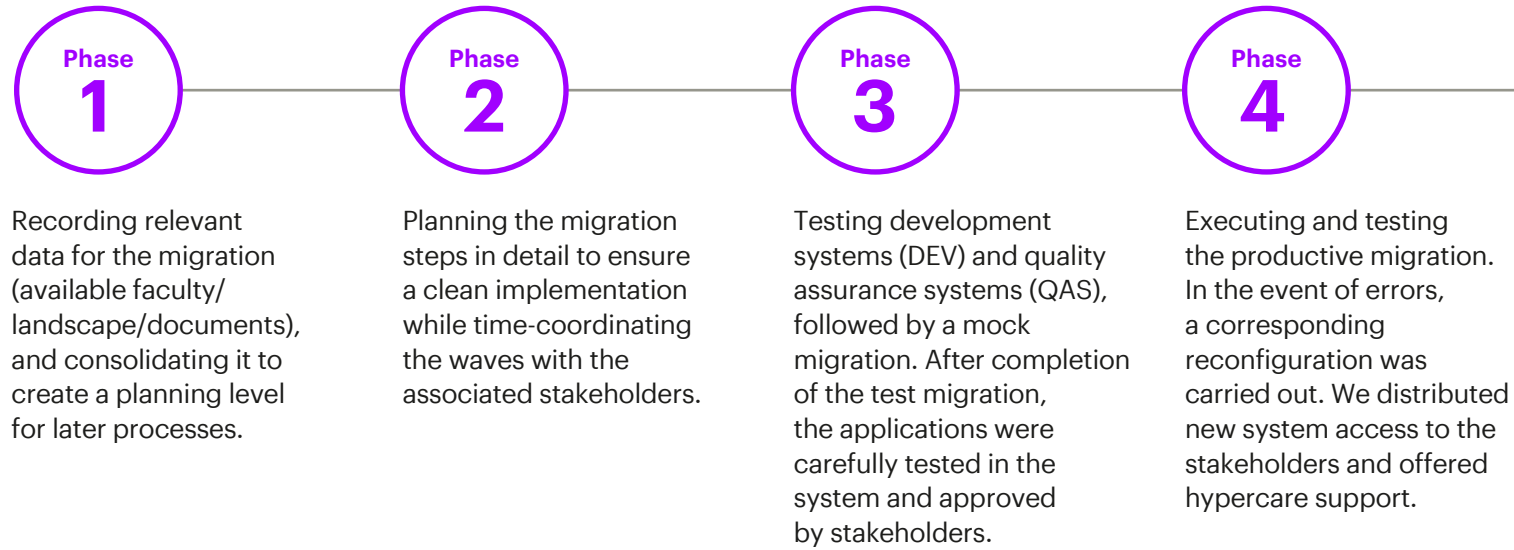 Phase
1
Recording relevant
data for the migration
(available faculty/
landscape/documents),
and consolidating it to
create a planning level
for later processes.
Phase
2
Planning the migration
steps in detail to ensure
a clean implementation
while time-coordinating
the waves with the
associated stakeholders.
Phase
3
Testing development
systems (DEV) and quality
assurance systems (QAS),
followed by a mock
migration. After completion
of the test migration,
the applications were
carefully tested in the
system and approved
by stakeholders.
Phase
4
Executing and testing
the productive migration.
In the event of errors,
a corresponding
reconfiguration was
carried out. We distributed
new system access to the
stakeholders and offered
hypercare support.